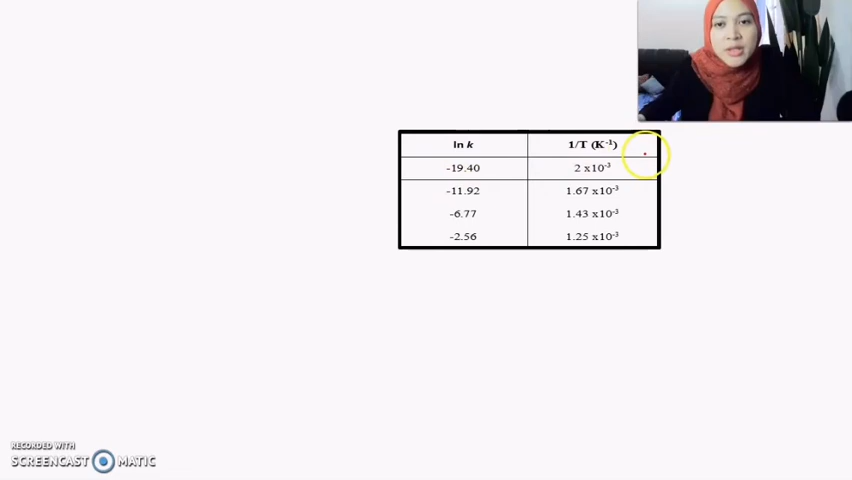 ln k 1/T (K⁻¹)
-19.40 2 x10⁻³
-11.92 1.67 x10⁻³
-6.77 1.43 x10⁻³
-2.56 1.25 x10⁻³
RECORDED WITH
SCREENCAST MATIC